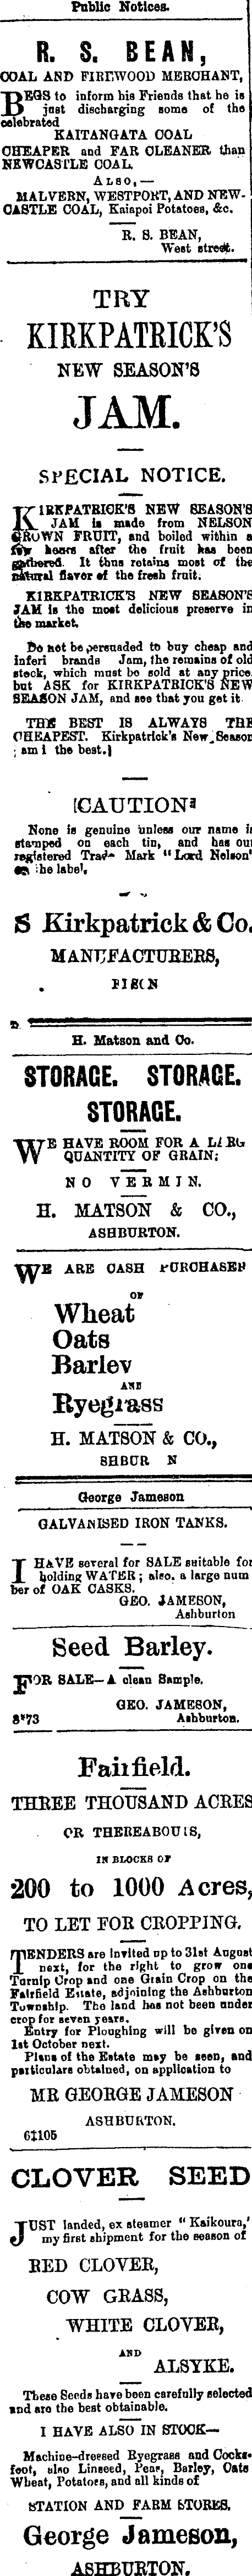 Public Notices.
R. S. BEAN,
COAL AND FIREWOOD MERCHANT,
BEGS to inform his Friends that he is
just discharging some of the
celebrated
KAITANGATA COAL
CHEAPER and FAR CLEANER than
NEWCASTLE COAL.
ALSO,—
MALVERN, WESTPORT, AND NEW-
CASTLE COAL, Kaiapoi Potatoes, &c.
R. S. BEAN,
West street.
TRY
KIRKPATRICK'S
NEW SEASON'S
JAM.
SPECIAL NOTICE.
KIRKPATRICK'S NEW SEASON'S
JAM is made from NELSON
GROWN FRUIT, and boiled within a
few hours after the fruit has been
gathered. It thus retains most of the
natural flavor of the fresh fruit.
KIRKPATRICK'S NEW SEASON'S
JAM is the most delicious preserve in
the market.
Do not be persuaded to buy cheap and
inferi brands Jam, the remains of old
stock, which must be sold at any price
but ASK for KIRKPATRICK'S NEW
SEASON JAM, and see that you get it
THE BEST IS ALWAYS THE
CHEAPEST. Kirkpatrick's New Season
; am i the best.)
CAUTION
None is genuine unless our name is
stamped on each tin, and has our
registered Trade Mark "Lord Nelson"
on the label.
S Kirkpatrick & Co.
MANUFACTURERS,
H. Matson and Co.
STORAGE. STORAGE.
STORAGE.
WE HAVE ROOM FOR A LARG
QUANTITY OF GRAIN;
NO VERMIN.
H. MATSON & CO.,
ASHBURTON.
WE ARE CASH PURCHASER
OF
Wheat
Oats
Barley
AND
Ryegrass
H. MATSON & CO.,
SHBUR N
George Jameson
GALVANISED IRON TANKS.
I HAVE several for SALE suitable for
holding WATER; also, a large num
ber of OAK CASKS.
GEO. JAMESON,
Ashburton
Seed Barley.
FOR SALE—A clean Sample.
GEO. JAMESON,
8*73 Ashburton.
Fairfield.
THREE THOUSAND ACRES
OR THEREABOUTS,
IN BLOCKS OF
200 to 1000 Acres,
TO LET FOR CROPPING.
TENDERS are Invited up to 31st August
next, for the right to grow one
Turnip Crop and one Grain Crop on the
Fairfield Estate, adjoining the Ashburton
Township. The land has not been under
crop for seven years.
Entry for Ploughing will be given on
1st October next.
Plans of the Estate may be seen, and
particulars obtained, on application to
MR GEORGE JAMESON
ASHBURTON.
6‡105
CLOVER SEED
JUST landed, ex steamer "Kaikoura,'
my first shipment for the season of
RED CLOVER,
COW GRASS,
WHITE CLOVER,
AND
ALSYKE.
These Seeds have been carefully selected
and are the best obtainable.
I HAVE ALSO IN STOCK—
Machine-dressed Ryegrass and Cocks-
foot, also Linseed, Peas, Barley, Oats
Wheat, Potatoes, and all kinds of
STATION AND FARM STORES.
George Jameson,
ASHBURTON.